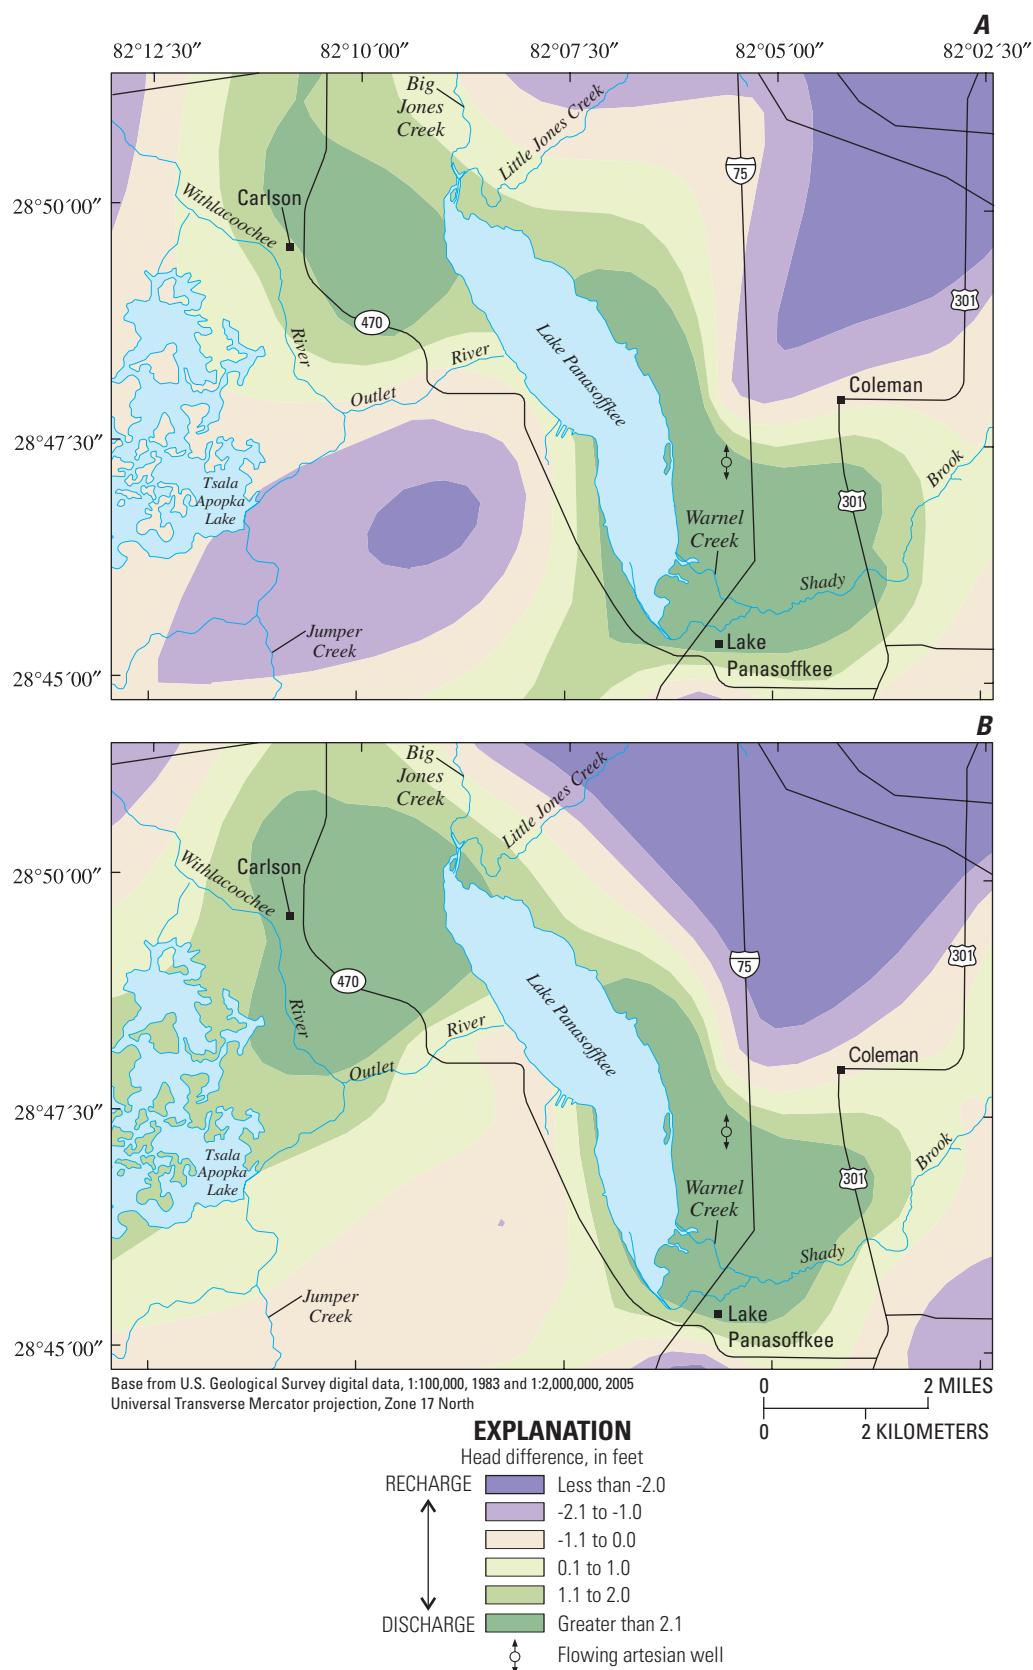 A
82°12´30˝ 82°10´00˝ 82°07´30˝ 82°05´00˝ 82°02´30˝
Big
Jones
Creek
Little Jones Creek
75
28°50´00˝
Withlacoochee
Carlson
301
470
River
River
Lake Panasoffkee
Outlet
Coleman
28°47´30˝
Brook
Tsala
Apopka
Lake
301
Warnel
Creek
Shady
Jumper
Creek
Lake
Panasoffkee
28°45´00˝
B
Big
Jones
Creek
Little Jones Creek
28°50´00˝
Withlacoochee
Carlson
301
75
470
River
River
Lake Panasoffkee
Outlet
Coleman
28°47´30˝
Brook
Tsala
Apopka
Lake
301
Warnel
Creek
Shady
Jumper
Creek
Lake
Panasoffkee
28°45´00˝
Base from U.S. Geological Survey digital data, 1:100,000, 1983 and 1:2,000,000, 2005
Universal Transverse Mercator projection, Zone 17 North
0 2 MILES
0 2 KILOMETERS
EXPLANATION
Head difference, in feet
RECHARGE Less than -2.0
-2.1 to -1.0
-1.1 to 0.0
0.1 to 1.0
1.1 to 2.0
DISCHARGE Greater than 2.1
Flowing artesian well